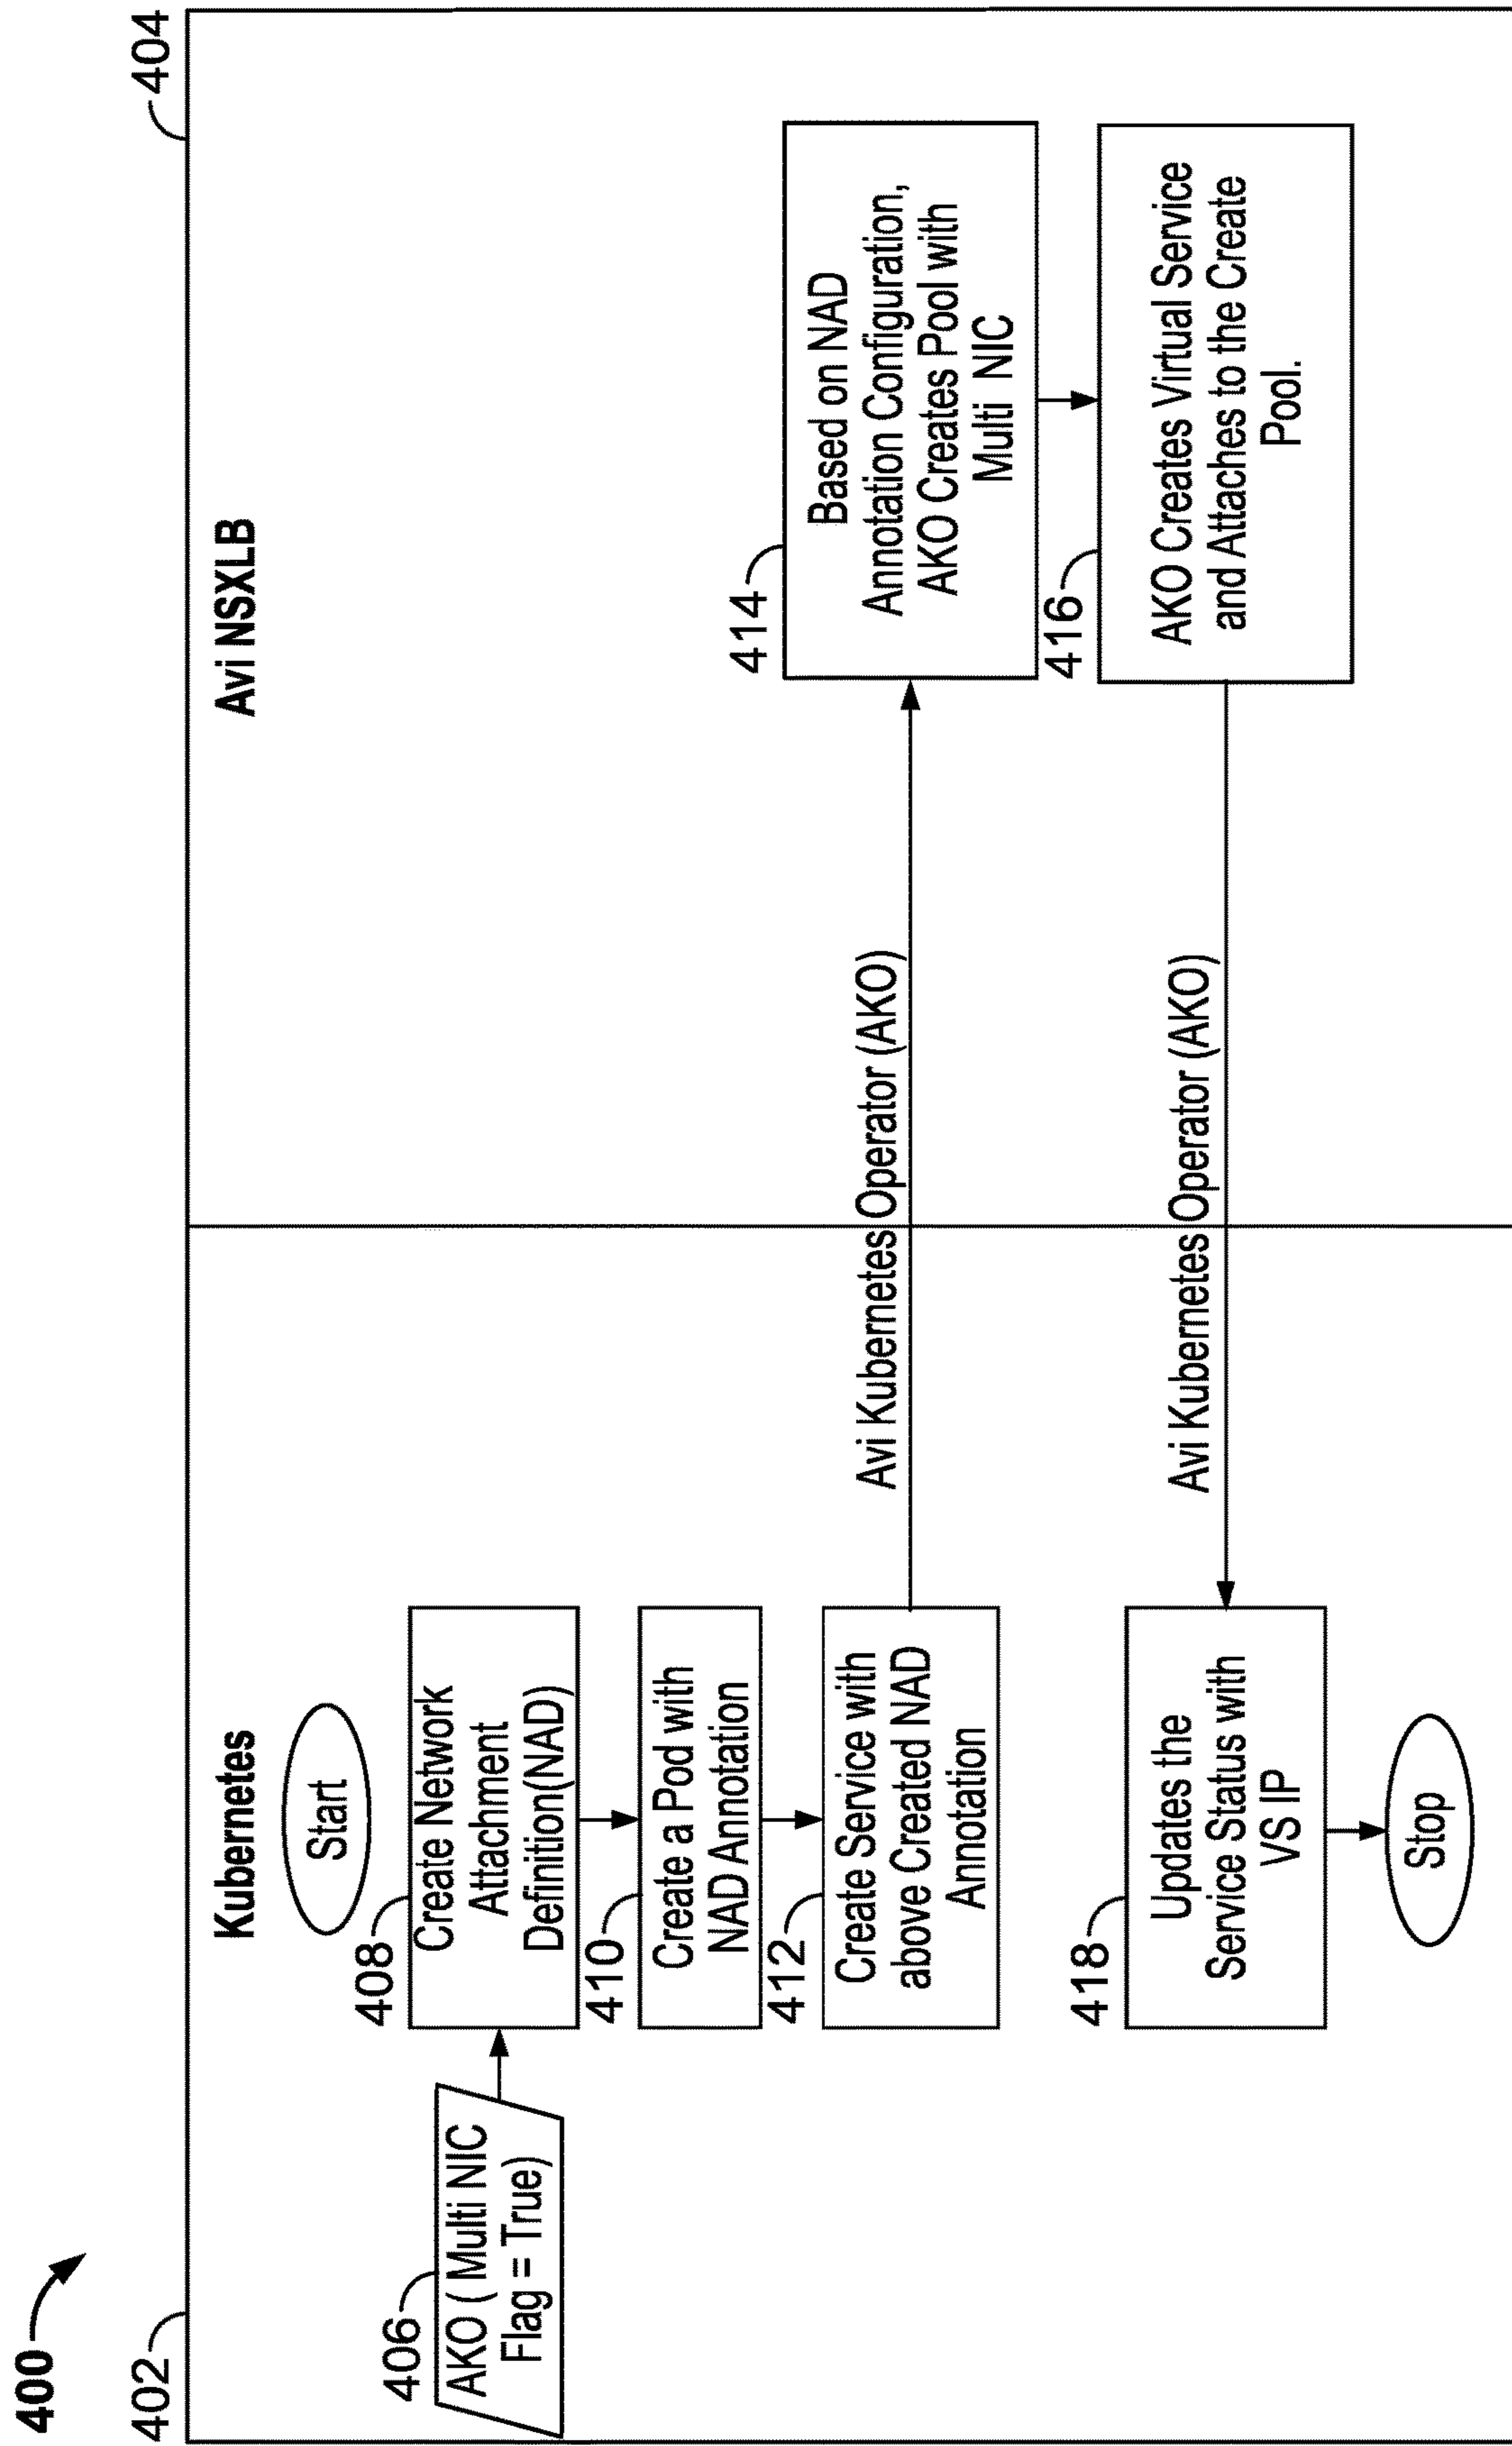 400
402
404
Kubernetes
Avi NSXLB
Start
406
AKO ( Multi NIC
Flag = True)
408
Create Network
Attachment
Definition(NAD)
410
Create a Pod with
NAD Annotation
412
Create Service with
above Created NAD
Annotation
Avi Kubernetes Operator (AKO)
414
Based on NAD
Annotation Configuration,
AKO Creates Pool with
Multi NIC
416
AKO Creates Virtual Service
and Attaches to the Create
Pool.
Avi Kubernetes Operator (AKO)
418
Updates the
Service Status with
VS IP
Stop